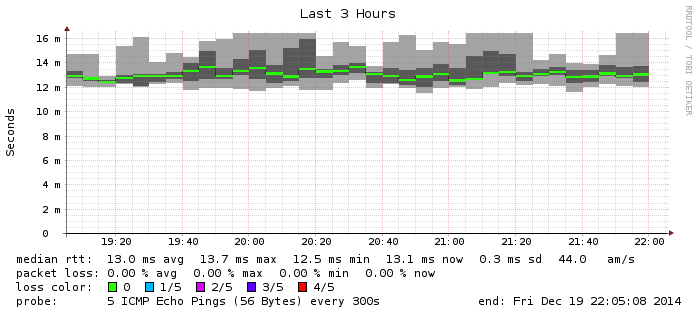 Last 3 Hours
RRDTOOL / TOBI OETIKER
Seconds
16 m
14 m
12 m
10 m
8 m
6 m
4 m
2 m
0
19:20 19:40 20:00 20:20 20:40 21:00 21:20 21:40 22:00
median rtt: 13.0 ms avg 13.7 ms max 12.5 ms min 13.1 ms now 0.3 ms sd 44.0 am/s
packet loss: 0.00 % avg 0.00 % max 0.00 % min 0.00 % now
loss color: 0 1/5 2/5 3/5 4/5
probe: 5 ICMP Echo Pings (56 Bytes) every 300s end: Fri Dec 19 22:05:08 2014